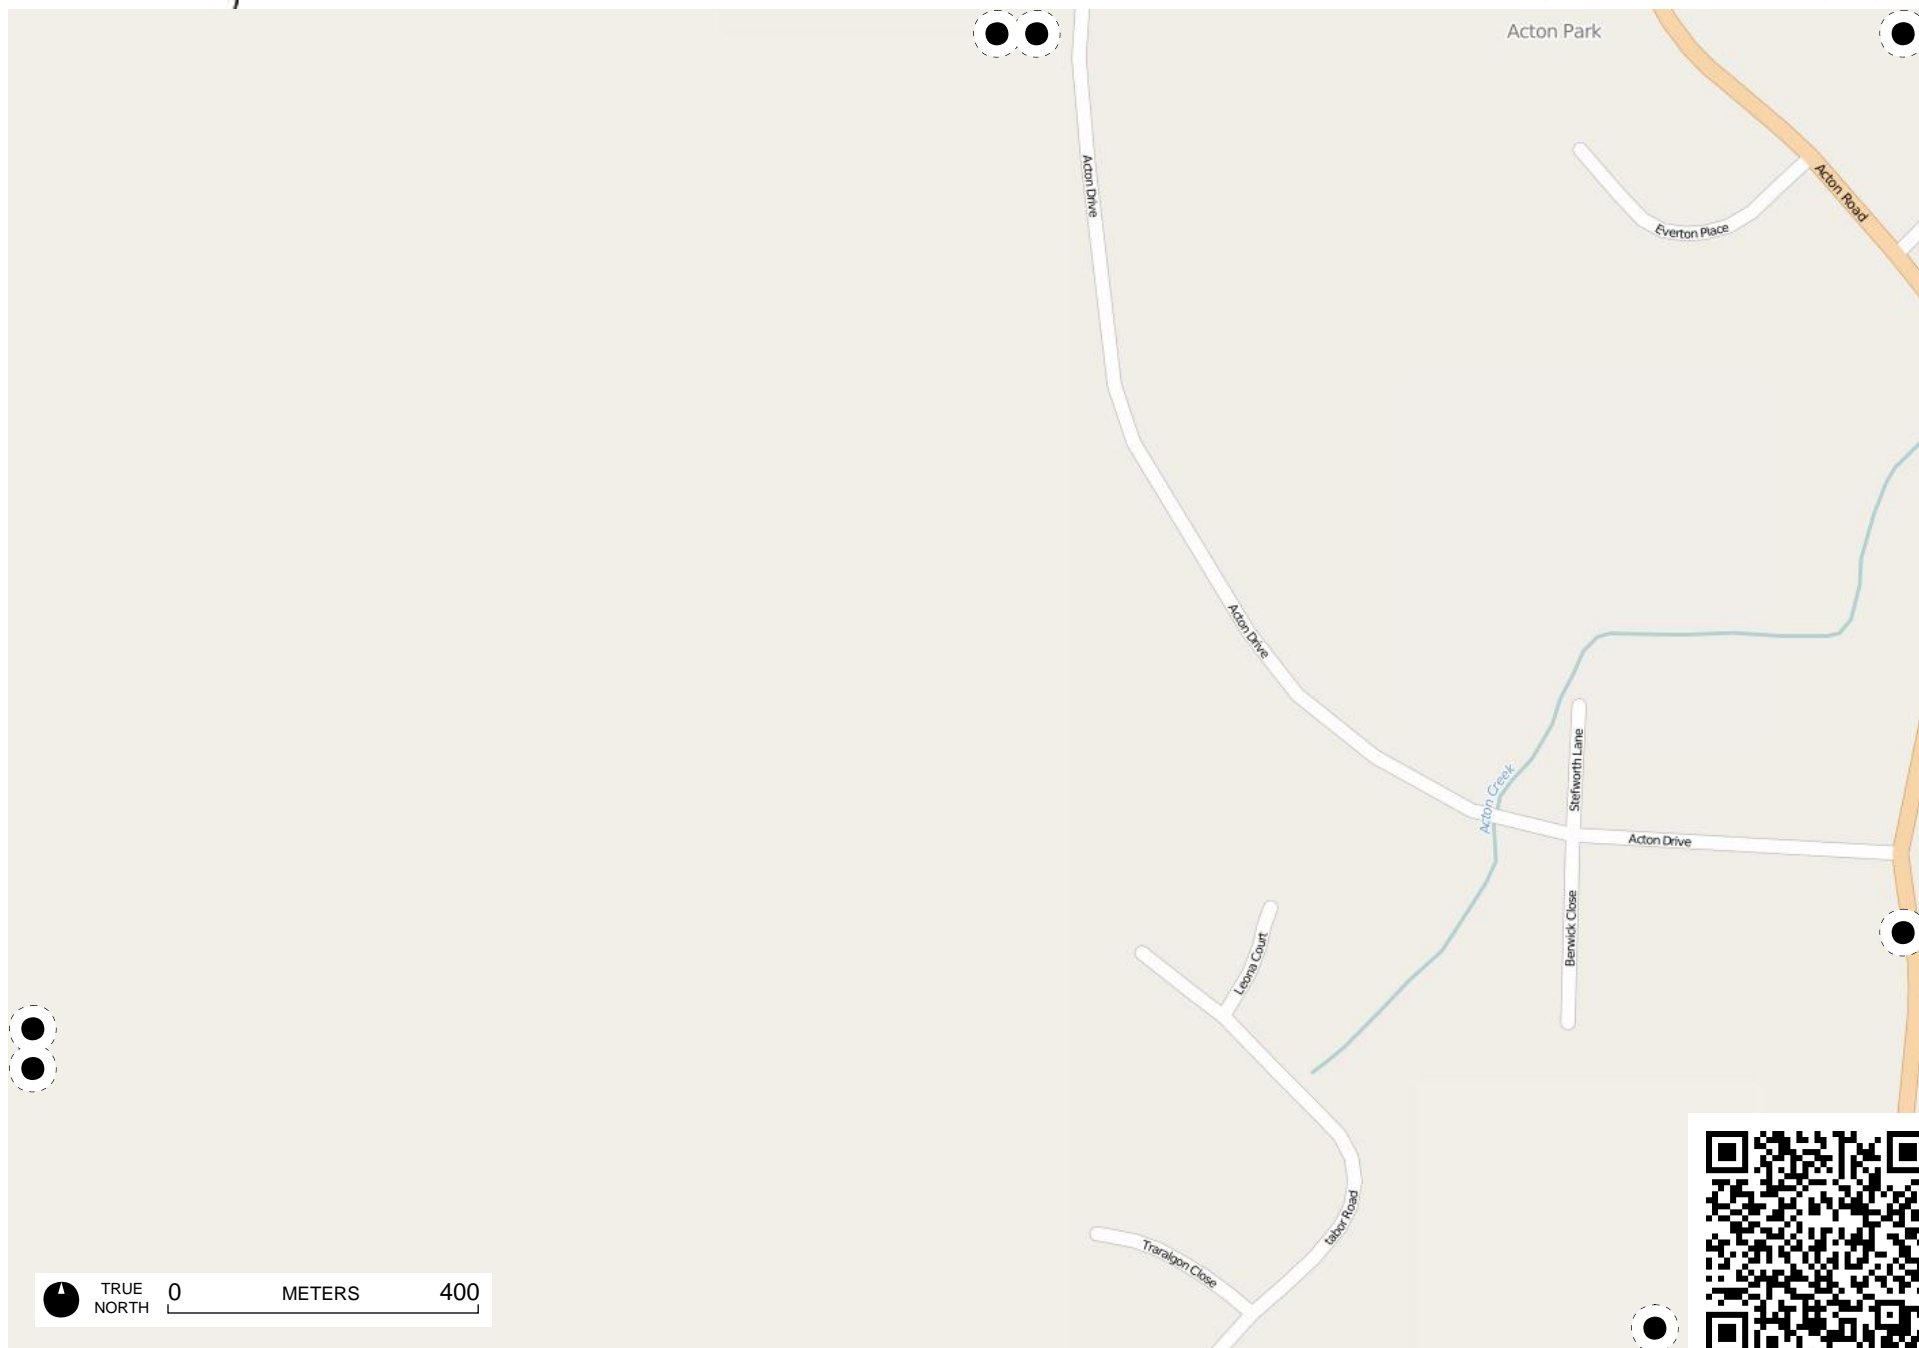 Acton Park
Acton Drive
Acton Road
Everton Place
Acton Drive
Stefworth Lane
Acton Creek
Acton Drive
Berwick Close
Leona Court
tabor Road
Traralgon Close
TRUE
NORTH
0 METERS 400